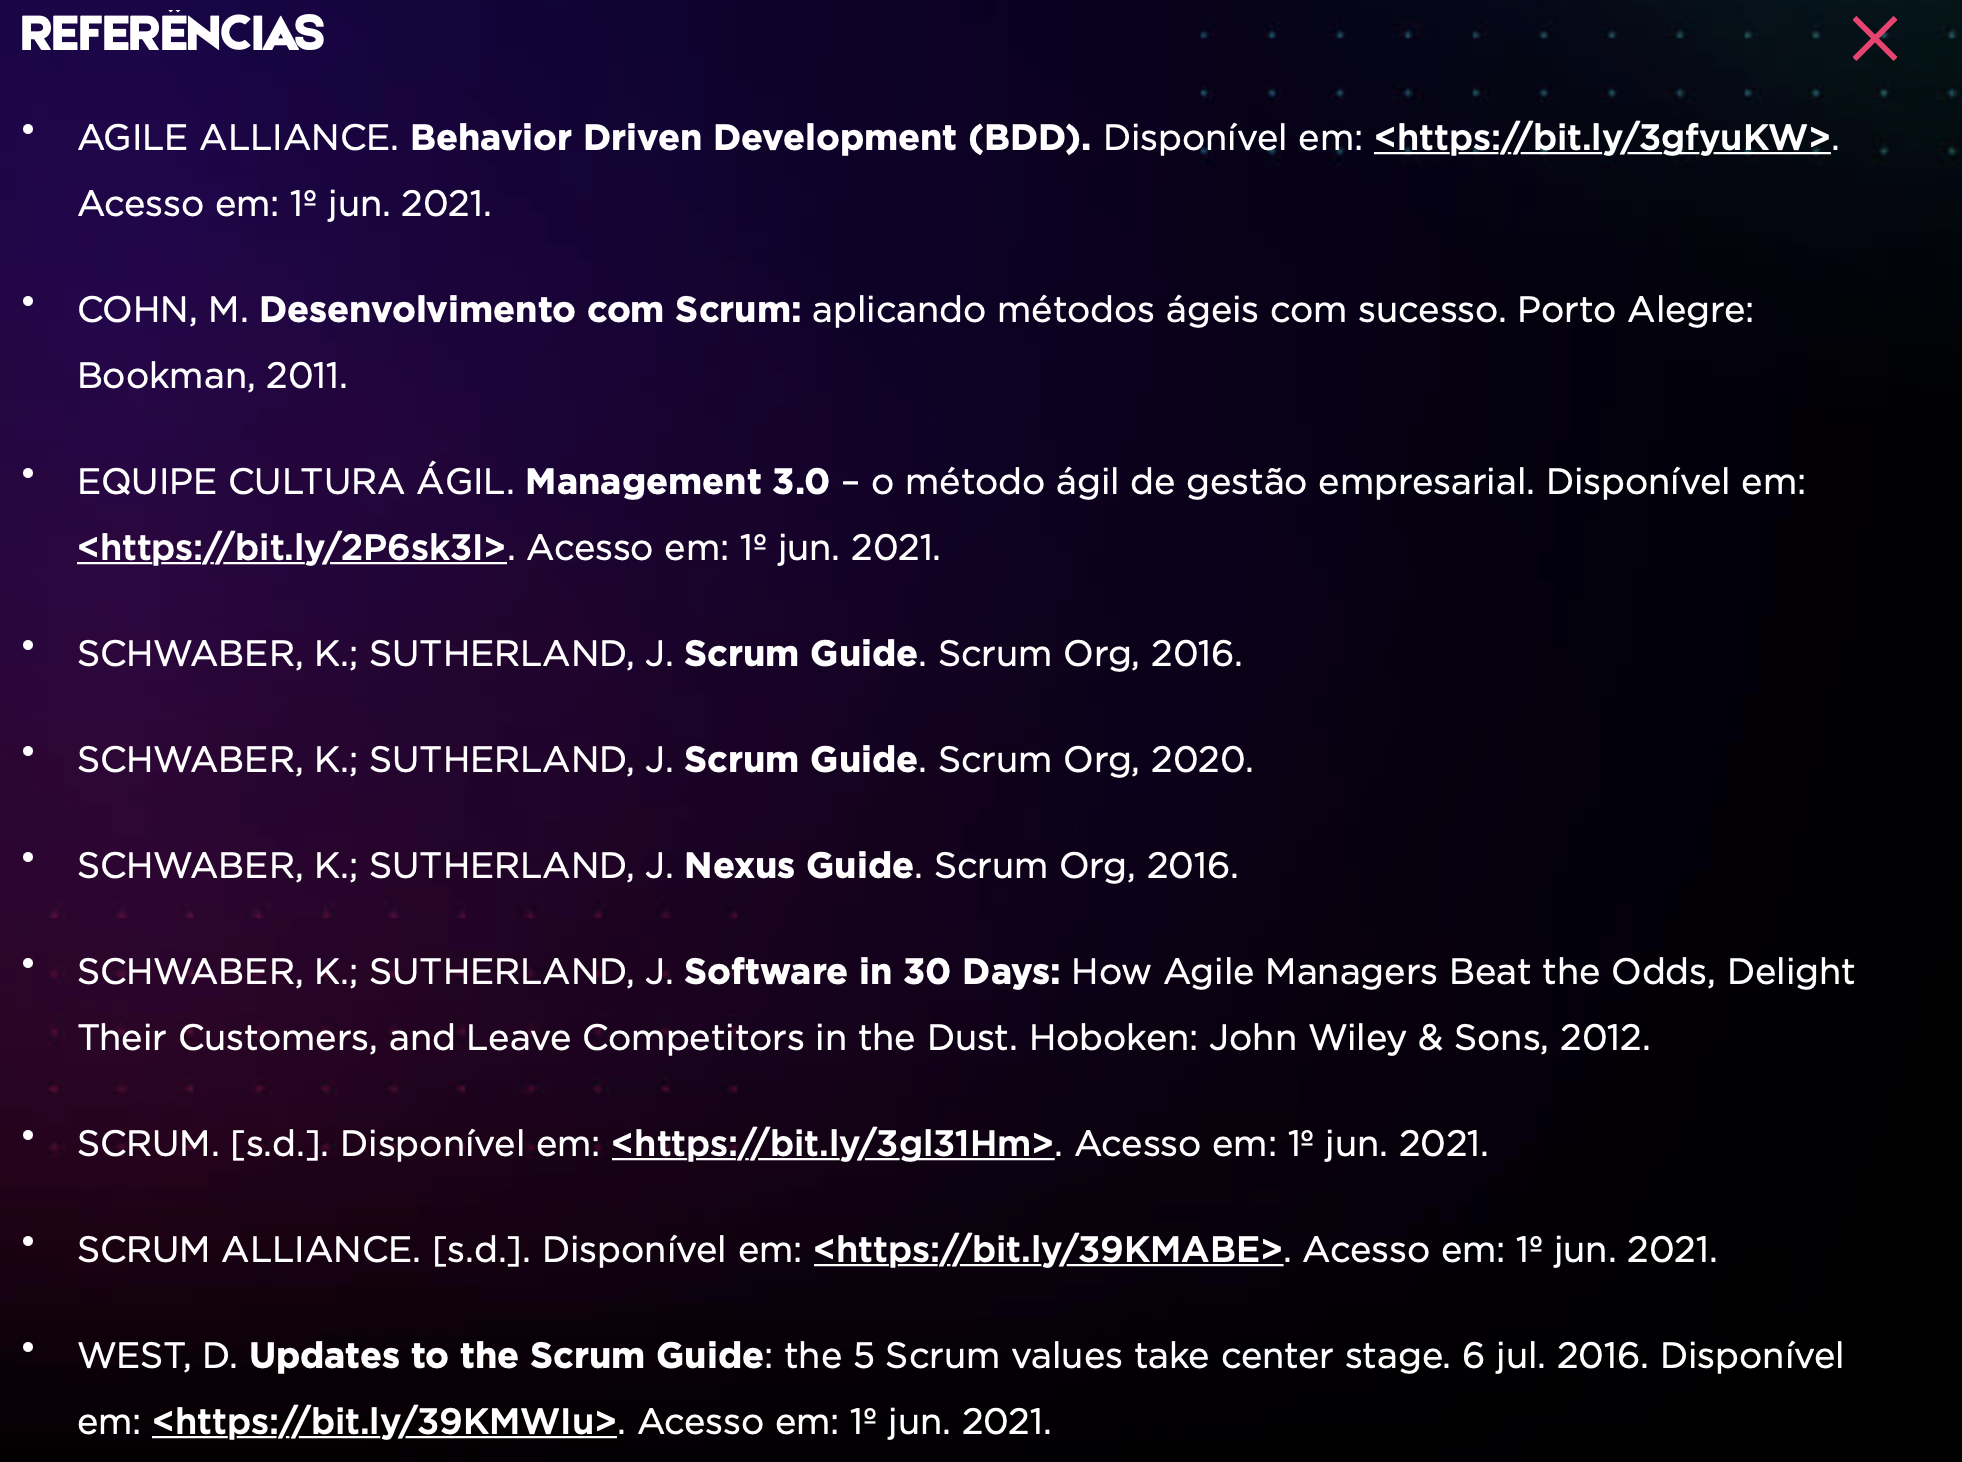 REFERÊNCIAS
• AGILE ALLIANCE. Behavior Driven Development (BDD). Disponível em: <https://bit.ly/3gfyuKW>.
Acesso em: 1º jun. 2021.
• COHN, M. Desenvolvimento com Scrum: aplicando métodos ágeis com sucesso. Porto Alegre:
Bookman, 2011.
• EQUIPE CULTURA ÁGIL. Management 3.0 – o método ágil de gestão empresarial. Disponível em:
<https://bit.ly/2P6sk3I>. Acesso em: 1º jun. 2021.
• SCHWABER, K.; SUTHERLAND, J. Scrum Guide. Scrum Org, 2016.
• SCHWABER, K.; SUTHERLAND, J. Scrum Guide. Scrum Org, 2020.
• SCHWABER, K.; SUTHERLAND, J. Nexus Guide. Scrum Org, 2016.
• SCHWABER, K.; SUTHERLAND, J. Software in 30 Days: How Agile Managers Beat the Odds, Delight
Their Customers, and Leave Competitors in the Dust. Hoboken: John Wiley & Sons, 2012.
• SCRUM. [s.d.]. Disponível em: <https://bit.ly/3gl31Hm>. Acesso em: 1º jun. 2021.
• SCRUM ALLIANCE. [s.d.]. Disponível em: <https://bit.ly/39KMABE>. Acesso em: 1º jun. 2021.
• WEST, D. Updates to the Scrum Guide: the 5 Scrum values take center stage. 6 jul. 2016. Disponível
em: <https://bit.ly/39KMWIu>. Acesso em: 1º jun. 2021.